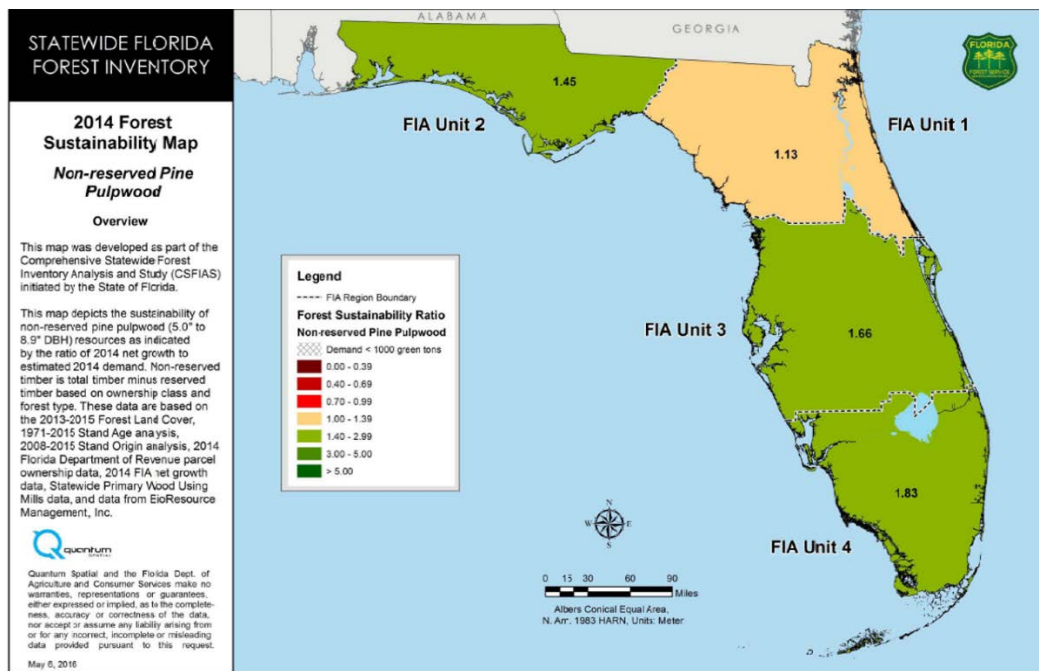 STATEWIDE FLORIDA
FOREST INVENTORY
2014 Forest
Sustainability Map
Non-reserved Pine
Pulpwood
Overview
This map was developed as part of the
Comprehensive Statewide Forest
Inventory Analysis and Study (CSFIAS)
initiated by the State of Florida.
This map depicts the sustainability of
non-reserved pine pulpwood (5.0" to
8.9" DBH) resources as indicated
by the ratio of 2014 net growth to
estimated 2014 demand. Non-reserved
timber is total timber minus reserved
timber based on ownership class and
forest type. These data are based on
the 2013-2015 Forest Land Cover,
1971-2015 Stand Age analysis,
2008-2015 Stand Origin analysis, 2014
Florida Department of Revenue parcel
ownership data, 2014 FIA net growth
data, Statewide Primary Wood Using
Mills data, and data from BioResource
Management, Inc.
quantum
SPATIAL
Quantum Spatial and the Florida Dept. of
Agriculture and Consumer Services make no
warranties, representations or guarantees,
either expressed or implied, as to the complete-
ness, accuracy or correctness of the data,
nor accept or assume any liability arising from
or for any incorrect, incomplete or misleading
data provided pursuant to this request.
May 6, 2016
ALABAMA
GEORGIA
FLORIDA
FOREST SERVICE
1.45
FIA Unit 2
FIA Unit 1
1.13
Legend
FIA Region Boundary
Forest Sustainability Ratio
Non-reserved Pine Pulpwood
Demand < 1000 green tons
0.00 - 0.39
0.40 - 0.69
0.70 - 0.99
1.00 - 1.39
1.40 - 2.99
3.00 - 5.00
> 5.00
FIA Unit 3
1.66
1.83
FIA Unit 4
N
W E
S
0 15 30 60 90
Miles
Albers Conical Equal Area,
N. Am. 1983 HARN, Units: Meter